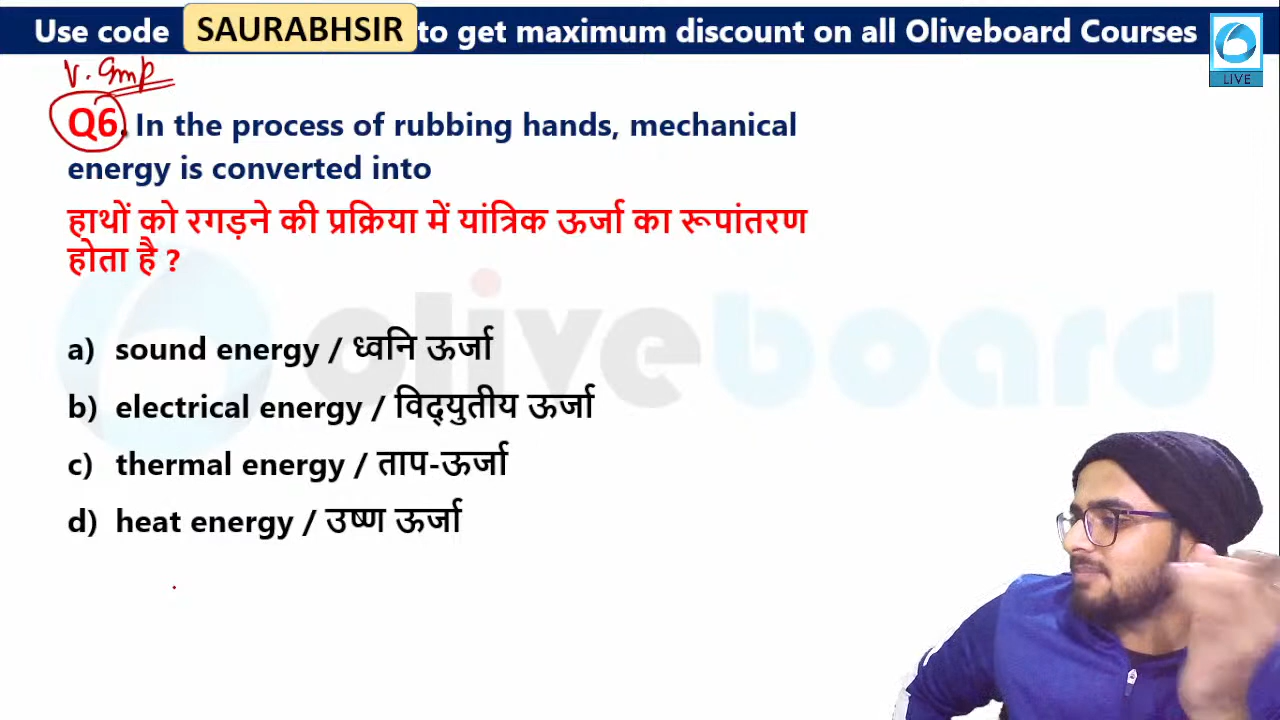 Use code SAURABHSIR to get maximum discount on all Oliveboard Courses
LIVE
V. Imp
Q6. In the process of rubbing hands, mechanical
energy is converted into
हाथों को रगड़ने की प्रक्रिया में यांत्रिक ऊर्जा का रूपांतरण
होता है ?
oliveboard
a) sound energy / ध्वनि ऊर्जा
b) electrical energy / विद्युतीय ऊर्जा
c) thermal energy / ताप-ऊर्जा
d) heat energy / उष्ण ऊर्जा